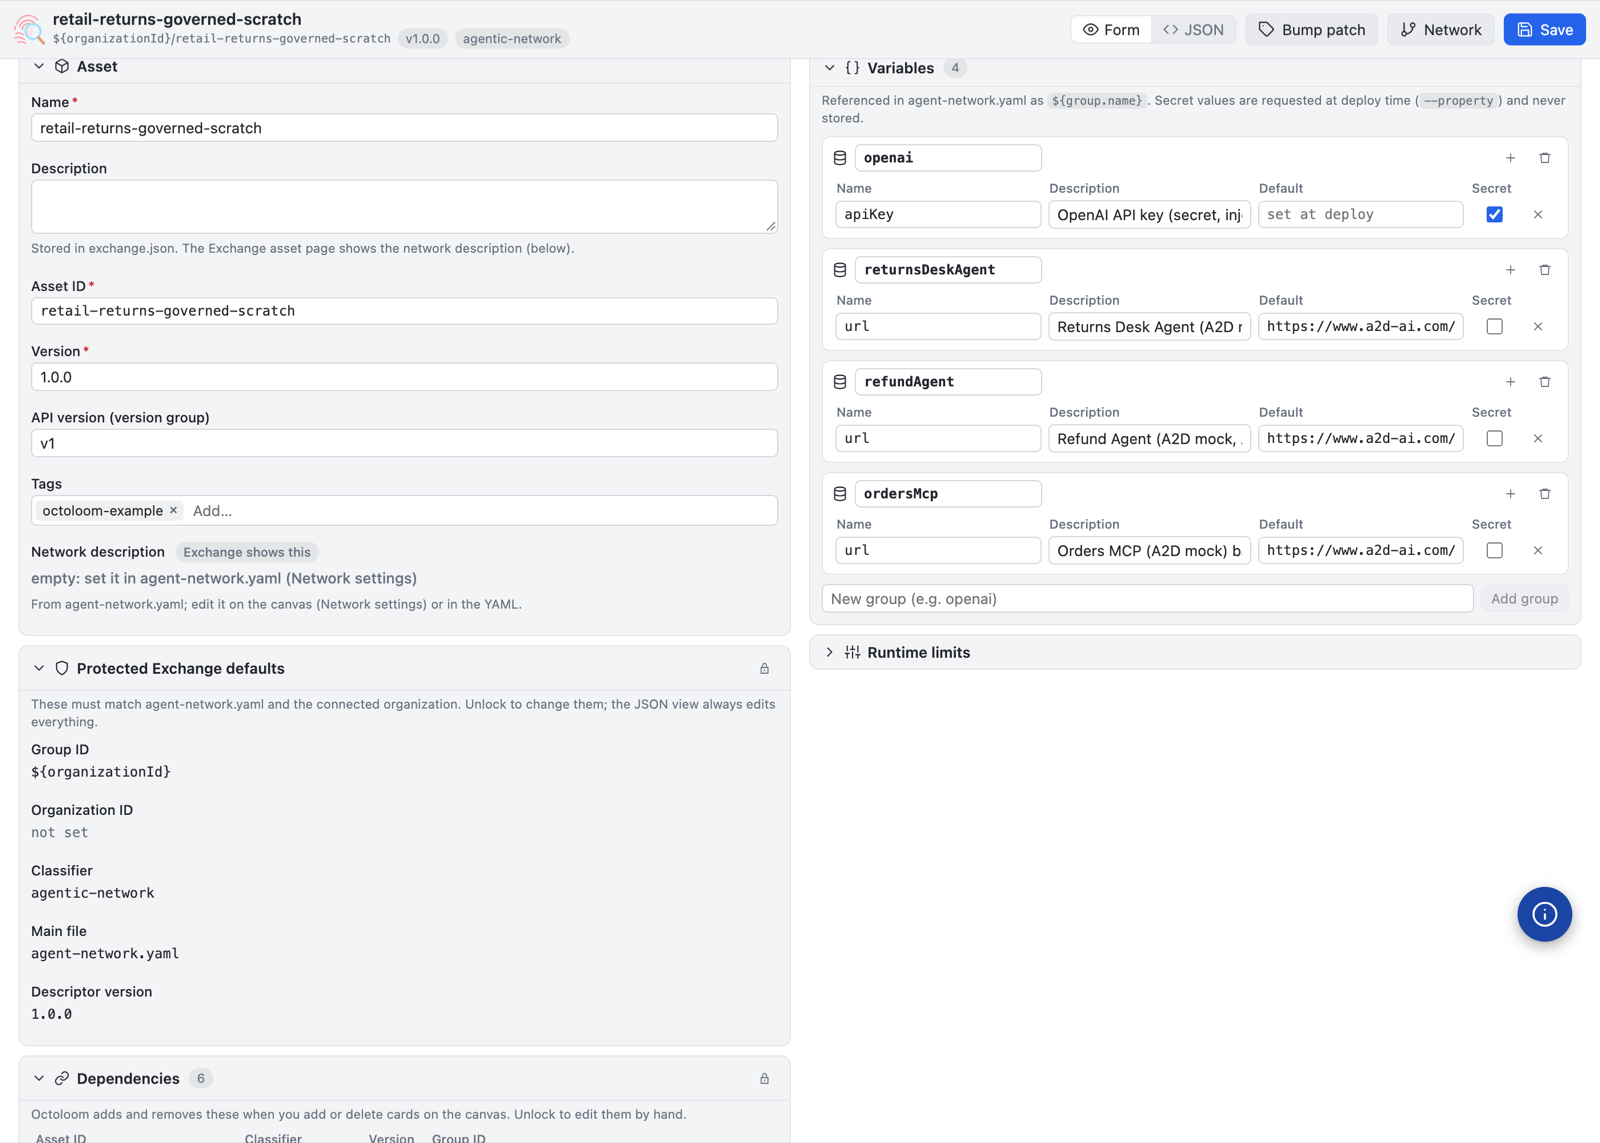 retail-returns-governed-scratch
${organizationId}/retail-returns-governed-scratch
v1.0.0
agentic-network
Form
<> JSON
Bump patch
Network
Save
Asset
Name *
retail-returns-governed-scratch
Description
Stored in exchange.json. The Exchange asset page shows the network description (below).
Asset ID *
retail-returns-governed-scratch
Version *
1.0.0
API version (version group)
v1
Tags
octoloom-example ×
Add...
Network description
Exchange shows this
empty: set it in agent-network.yaml (Network settings)
From agent-network.yaml; edit it on the canvas (Network settings) or in the YAML.
Protected Exchange defaults
These must match agent-network.yaml and the connected organization. Unlock to change them; the JSON view always edits
everything.
Group ID
${organizationId}
Organization ID
not set
Classifier
agentic-network
Main file
agent-network.yaml
Descriptor version
1.0.0
Dependencies 6
Octoloom adds and removes these when you add or delete cards on the canvas. Unlock to edit them by hand.
Asset ID Classifier Version Group ID
{} Variables 4
Referenced in agent-network.yaml as ${group.name} . Secret values are requested at deploy time ( --property ) and never
stored.
openai
Name Description Default Secret
apiKey OpenAI API key (secret, inj set at deploy
returnsDeskAgent
Name Description Default Secret
url Returns Desk Agent (A2D r https://www.a2d-ai.com/
refundAgent
Name Description Default Secret
url Refund Agent (A2D mock, . https://www.a2d-ai.com/
ordersMcp
Name Description Default Secret
url Orders MCP (A2D mock) b https://www.a2d-ai.com/
New group (e.g. openai)
Add group
Runtime limits